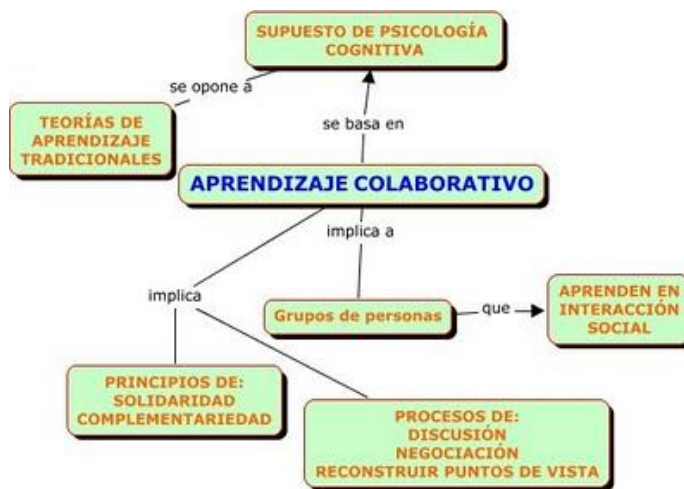 SUPUESTO DE PSICOLOGÍA
COGNITIVA
se opone a
TEORÍAS DE
APRENDIZAJE
TRADICIONALES
se basa en
APRENDIZAJE COLABORATIVO
implica a
implica
Grupos de personas
que
APRENDEN EN
INTERACCIÓN
SOCIAL
PRINCIPIOS DE:
SOLIDARIDAD
COMPLEMENTARIEDAD
PROCESOS DE:
DISCUSIÓN
NEGOCIACIÓN
RECONSTRUIR PUNTOS DE VISTA